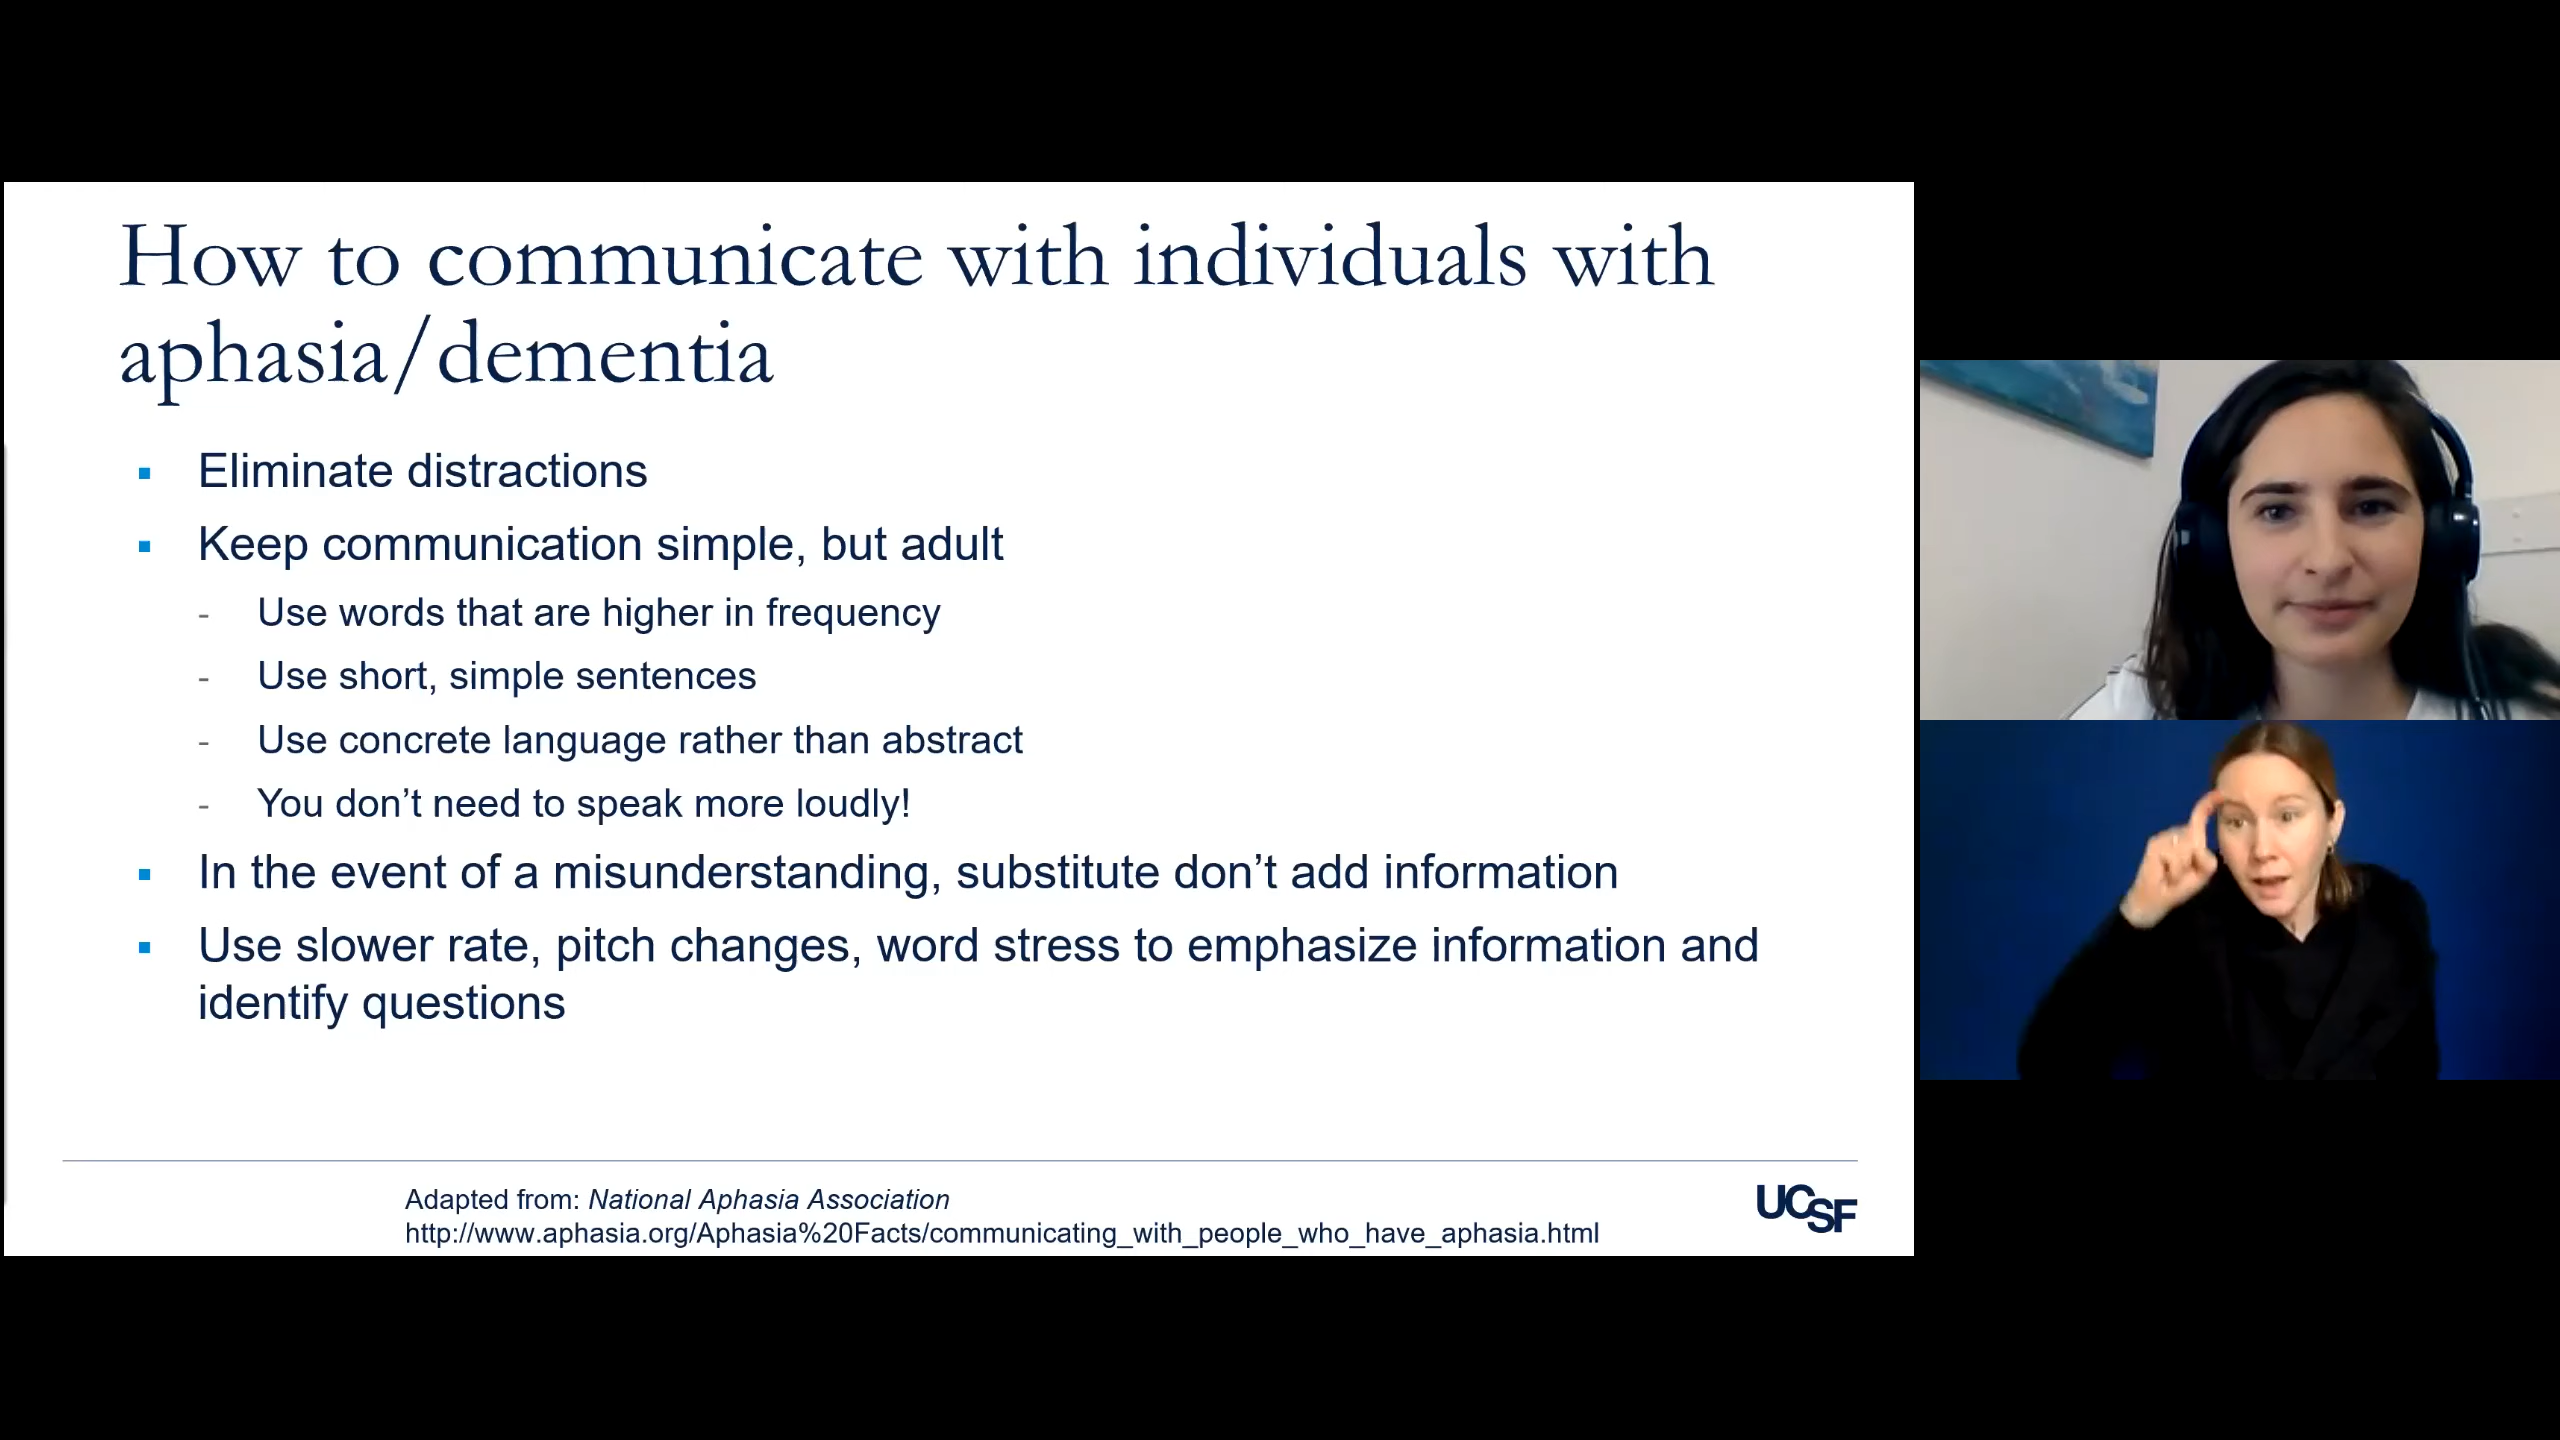 How to communicate with individuals with
aphasia/dementia
▪ Eliminate distractions
▪ Keep communication simple, but adult
- Use words that are higher in frequency
- Use short, simple sentences
- Use concrete language rather than abstract
- You don’t need to speak more loudly!
▪ In the event of a misunderstanding, substitute don’t add information
▪ Use slower rate, pitch changes, word stress to emphasize information and
identify questions
Adapted from: National Aphasia Association
http://www.aphasia.org/Aphasia%20Facts/communicating_with_people_who_have_aphasia.html
UCSF